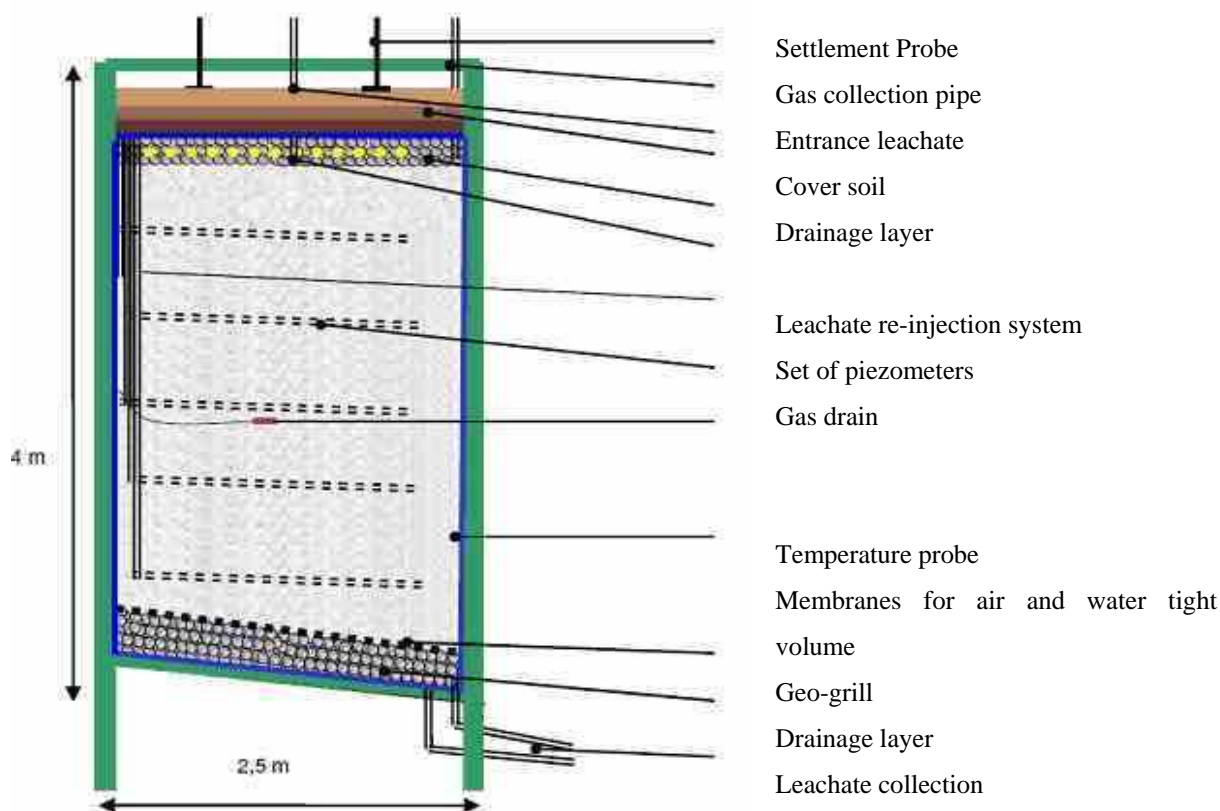 Settlement Probe
Gas collection pipe
Entrance leachate
Cover soil
Drainage layer
Leachate re-injection system
Set of piezometers
Gas drain
4 m
Temperature probe
Membranes for air and water tight
volume
Geo-grill
Drainage layer
2,5 m
Leachate collection